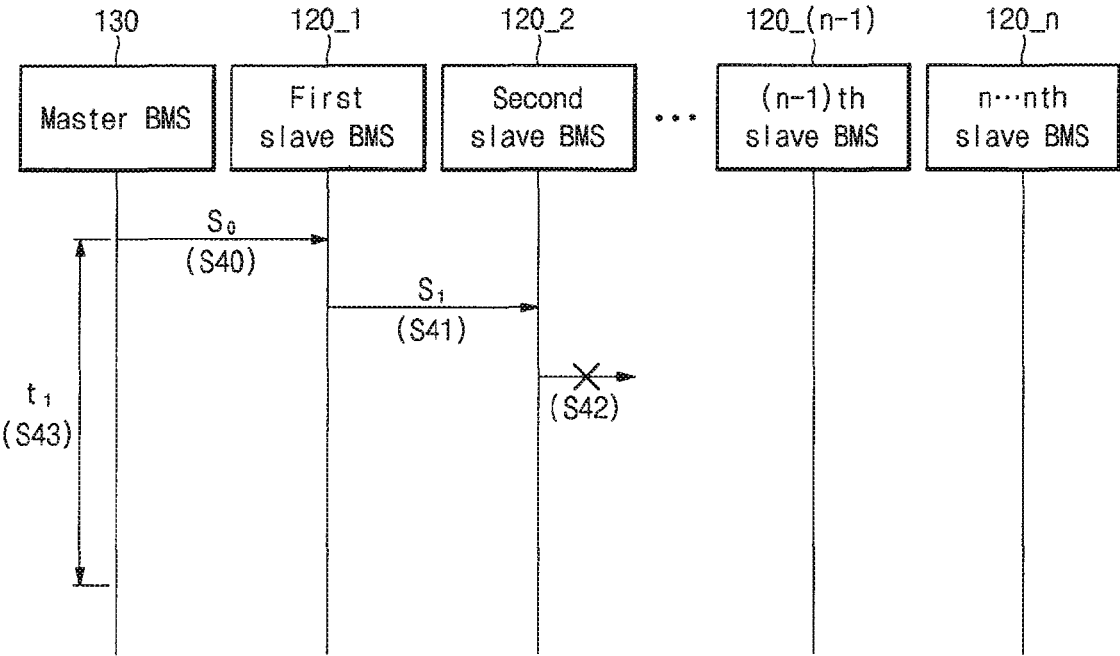 130 120_1 120_2 120_(n-1) 120_n
Master BMS
First
slave BMS
Second
slave BMS
•••
(n-1)th
slave BMS
n···nth
slave BMS
S₀
(S40)
S₁
(S41)
(S42)
t₁
(S43)